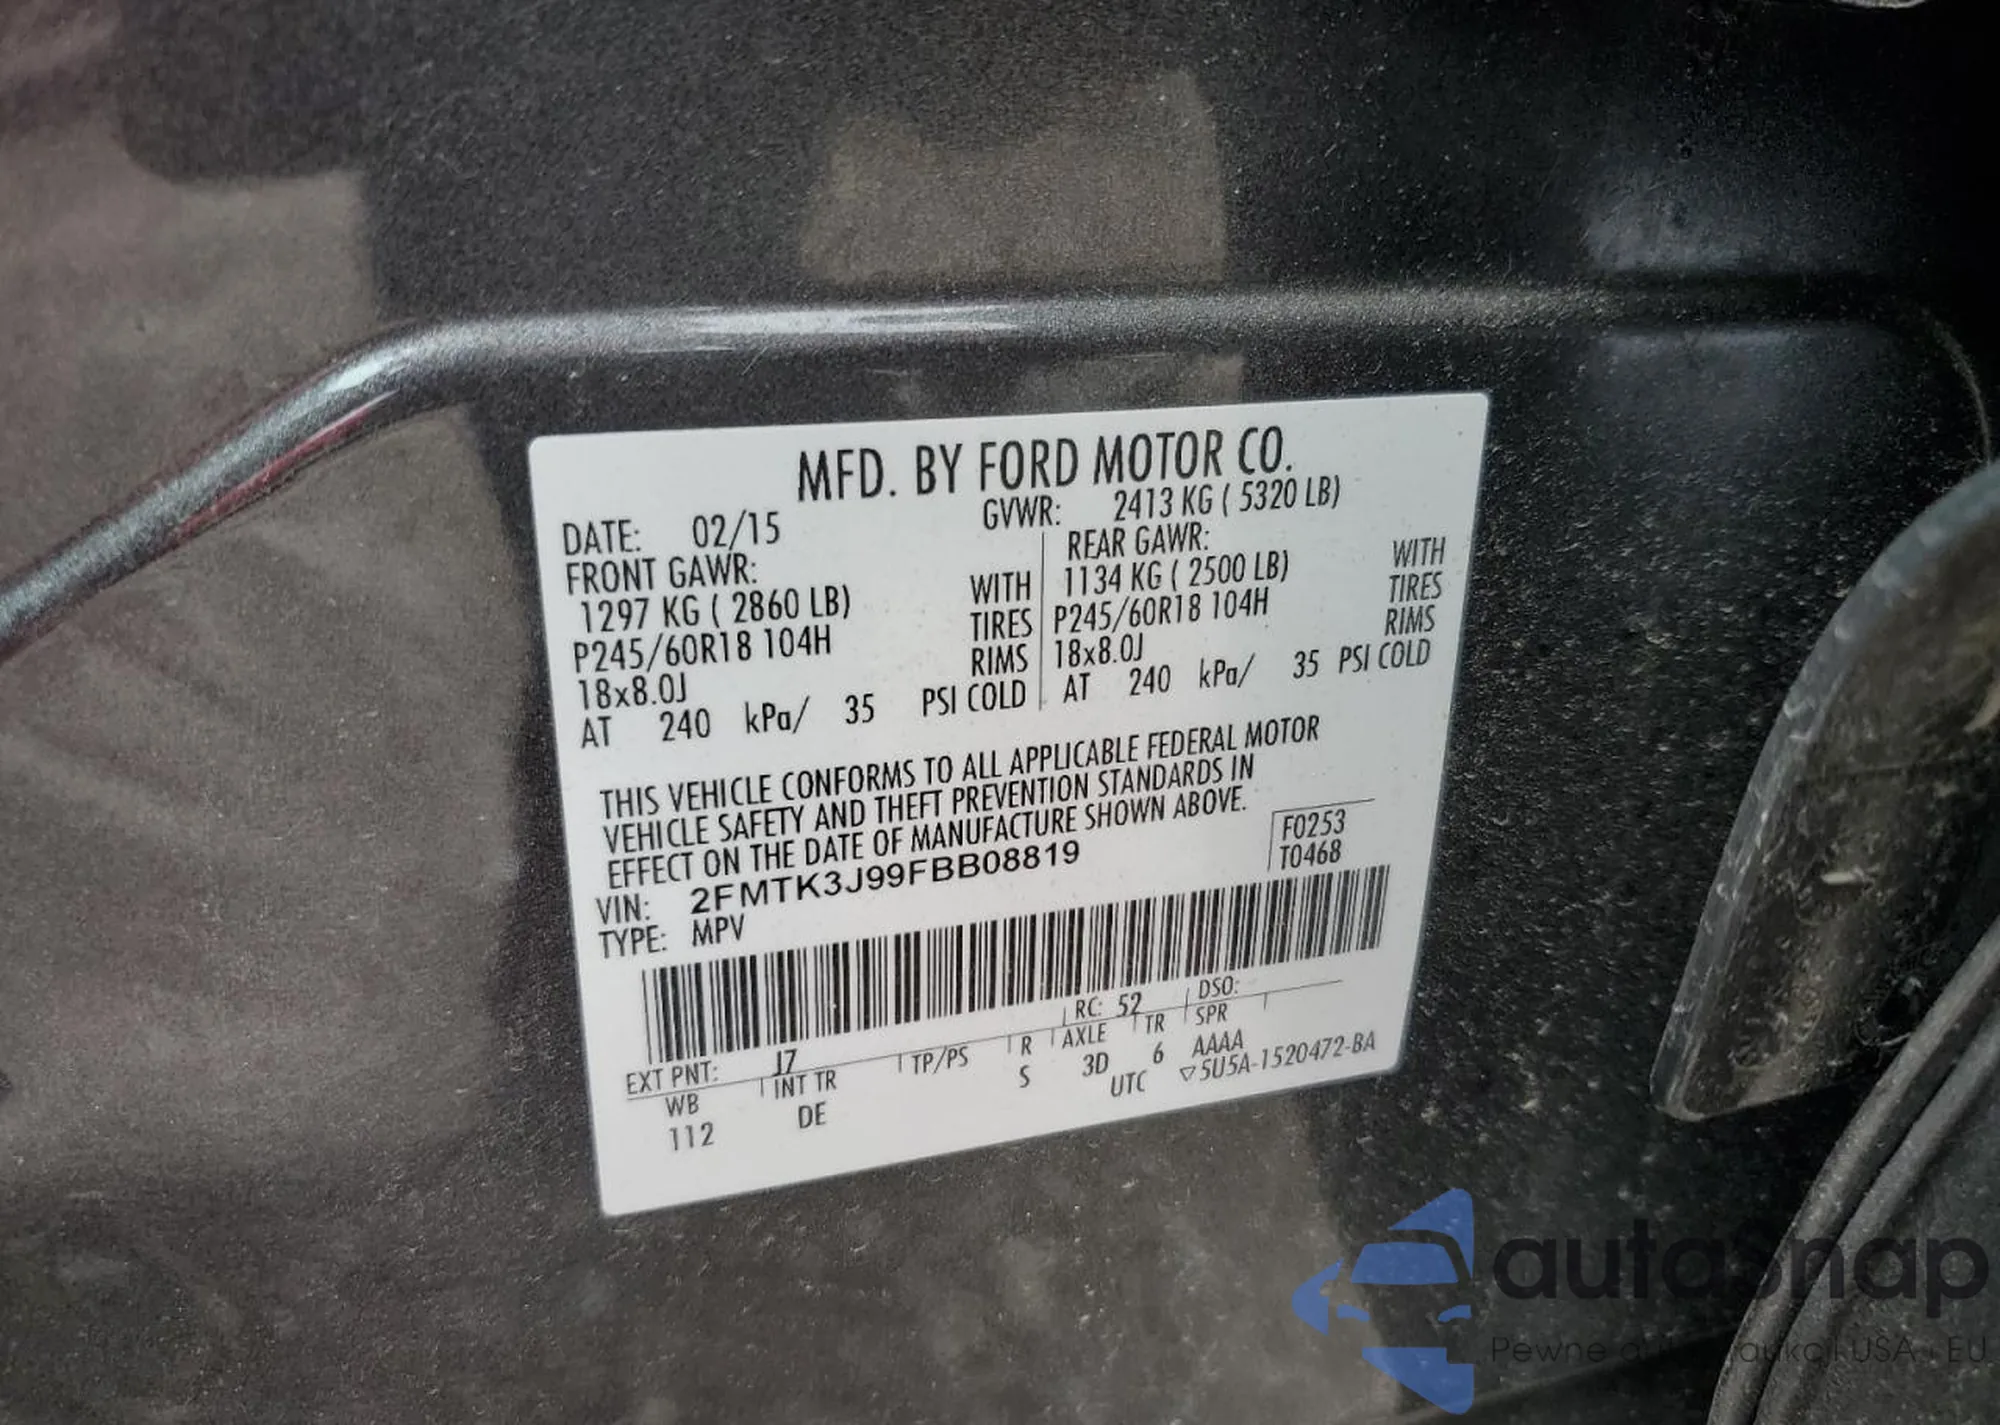 MFD. BY FORD MOTOR CO.
DATE: 02/15 GVWR: 2413 KG ( 5320 LB)
FRONT GAWR: REAR GAWR:
1297 KG ( 2860 LB) WITH 1134 KG ( 2500 LB) WITH
P245/60R18 104H TIRES P245/60R18 104H TIRES
18x8.0J RIMS 18x8.0J RIMS
AT 240 kPa/ 35 PSI COLD AT 240 kPa/ 35 PSI COLD
THIS VEHICLE CONFORMS TO ALL APPLICABLE FEDERAL MOTOR
VEHICLE SAFETY AND THEFT PREVENTION STANDARDS IN
EFFECT ON THE DATE OF MANUFACTURE SHOWN ABOVE.
F0253
T0468
VIN: 2FMTK3J99FBB08819
TYPE: MPV
EXT PNT: J7 RC: 52 DSO:
WB INT TR TP/PS R AXLE TR SPR
112 DE S 3D 6 AAAA
UTC ▽5U5A-1520472-BA
autasnap
Pewne USA i EU